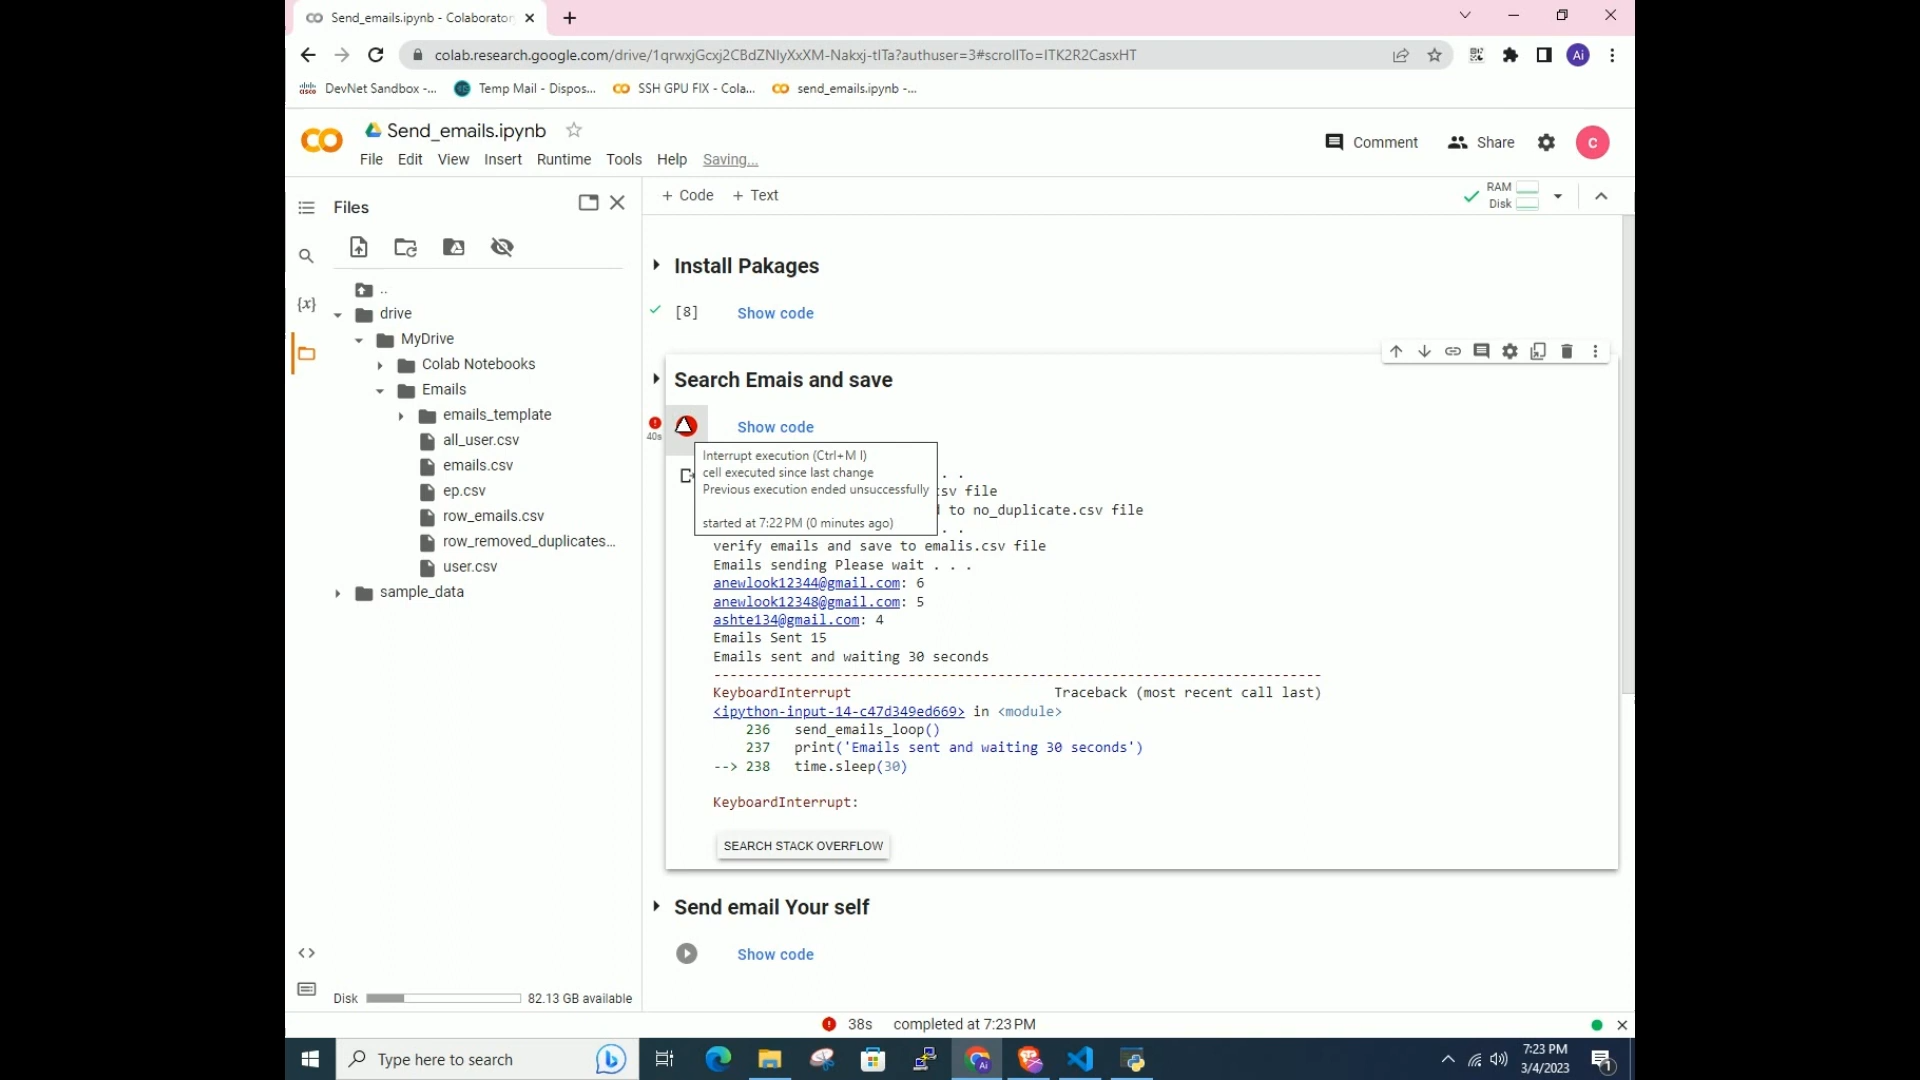 Send_emails.ipynb - Colaborator
colab.research.google.com/drive/1qrwxjGcxj2CBdZNlyXxXM-Nakxj-tITa?authuser=3#scrollTo=ITK2R2CasxHT
Ai
DevNet Sandbox -...
Temp Mail - Dispos...
SSH GPU FIX - Cola...
send_emails.ipynb -...
Send_emails.ipynb
File Edit View Insert Runtime Tools Help Saving...
Comment
Share
C
Files
+ Code + Text
RAM
Disk
..
drive
MyDrive
Colab Notebooks
Emails
emails_template
all_user.csv
emails.csv
ep.csv
row_emails.csv
row_removed_duplicates...
user.csv
sample_data
Disk
82.13 GB available
Install Pakages
[8] Show code
Search Emais and save
40s
Show code
Interrupt execution (Ctrl+M I)
cell executed since last change
Previous execution ended unsuccessfully
started at 7:22 PM (0 minutes ago)
. .
csv file
d to no_duplicate.csv file
. .
verify emails and save to emalis.csv file
Emails sending Please wait . . .
anewlook12344@gmail.com: 6
anewlook12348@gmail.com: 5
ashte134@gmail.com: 4
Emails Sent 15
Emails sent and waiting 30 seconds
---------------------------------------------------------------------------
KeyboardInterrupt Traceback (most recent call last)
<ipython-input-14-c47d349ed669> in <module>
236 send_emails_loop()
237 print('Emails sent and waiting 30 seconds')
--> 238 time.sleep(30)
KeyboardInterrupt:
SEARCH STACK OVERFLOW
Send email Your self
Show code
38s completed at 7:23 PM
Type here to search
7:23 PM
3/4/2023
1